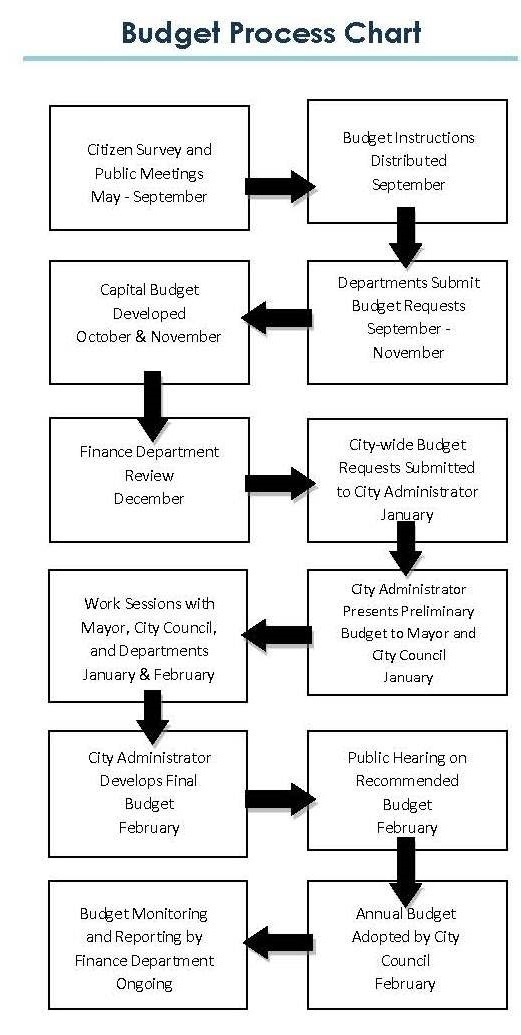 Budget Process Chart
Citizen Survey and
Public Meetings
May - September
Budget Instructions
Distributed
September
Departments Submit
Budget Requests
September -
November
Capital Budget
Developed
October & November
Finance Department
Review
December
City-wide Budget
Requests Submitted
to City Administrator
January
City Administrator
Presents Preliminary
Budget to Mayor and
City Council
January
Work Sessions with
Mayor, City Council,
and Departments
January & February
City Administrator
Develops Final
Budget
February
Public Hearing on
Recommended
Budget
February
Annual Budget
Adopted by City
Council
February
Budget Monitoring
and Reporting by
Finance Department
Ongoing